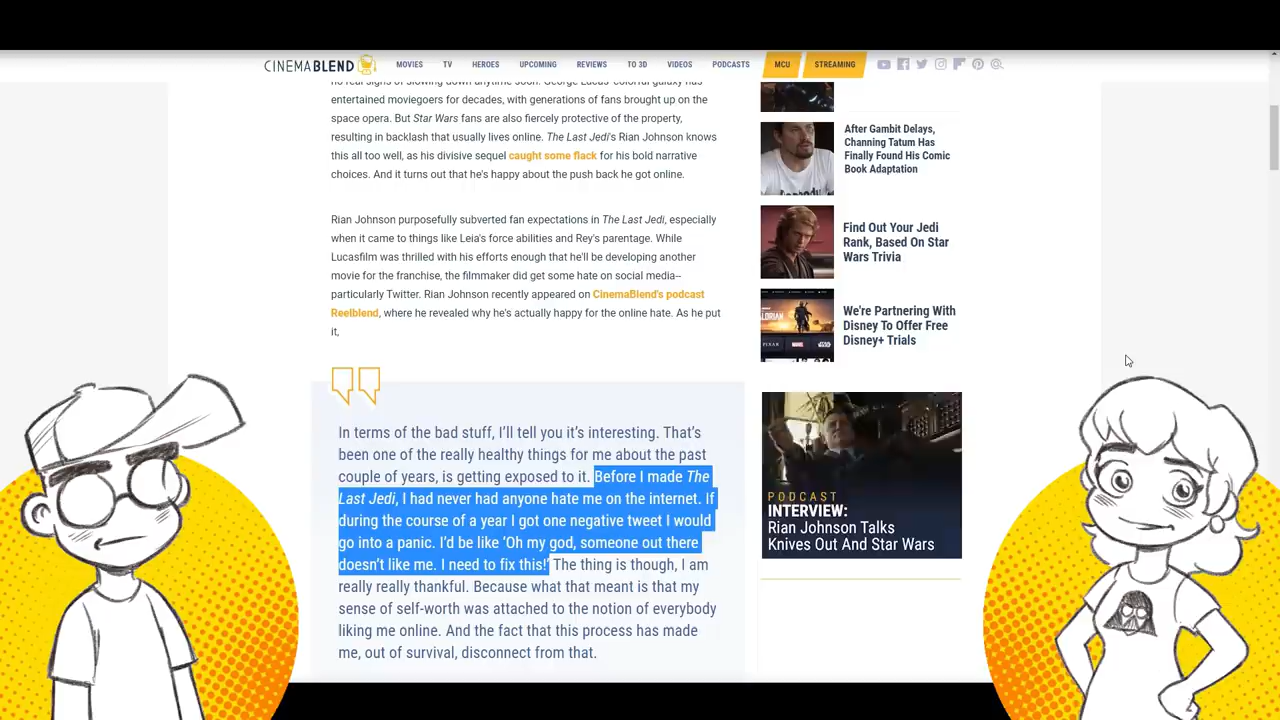 CINEMABLEND
MOVIES TV HEROES UPCOMING REVIEWS TO 3D VIDEOS PODCASTS MCU STREAMING
no real signs of slowing down anytime soon. George Lucas' colorful galaxy has
entertained moviegoers for decades, with generations of fans brought up on the
space opera. But Star Wars fans are also fiercely protective of the property,
resulting in backlash that usually lives online. The Last Jedi's Rian Johnson knows
this all too well, as his divisive sequel caught some flack for his bold narrative
choices. And it turns out that he's happy about the push back he got online.
Rian Johnson purposefully subverted fan expectations in The Last Jedi, especially
when it came to things like Leia's force abilities and Rey's parentage. While
Lucasfilm was thrilled with his efforts enough that he'll be developing another
movie for the franchise, the filmmaker did get some hate on social media--
particularly Twitter. Rian Johnson recently appeared on CinemaBlend's podcast
Reelblend, where he revealed why he's actually happy for the online hate. As he put
it,
In terms of the bad stuff, I'll tell you it's interesting. That's
been one of the really healthy things for me about the past
couple of years, is getting exposed to it. Before I made The
Last Jedi, I had never had anyone hate me on the internet. If
during the course of a year I got one negative tweet I would
go into a panic. I'd be like 'Oh my god, someone out there
doesn't like me. I need to fix this!' The thing is though, I am
really really thankful. Because what that meant is that my
sense of self-worth was attached to the notion of everybody
liking me online. And the fact that this process has made
me, out of survival, disconnect from that.
After Gambit Delays,
Channing Tatum Has
Finally Found His Comic
Book Adaptation
Find Out Your Jedi
Rank, Based On Star
Wars Trivia
We're Partnering With
Disney To Offer Free
Disney+ Trials
PODCAST
INTERVIEW:
Rian Johnson Talks
Knives Out And Star Wars